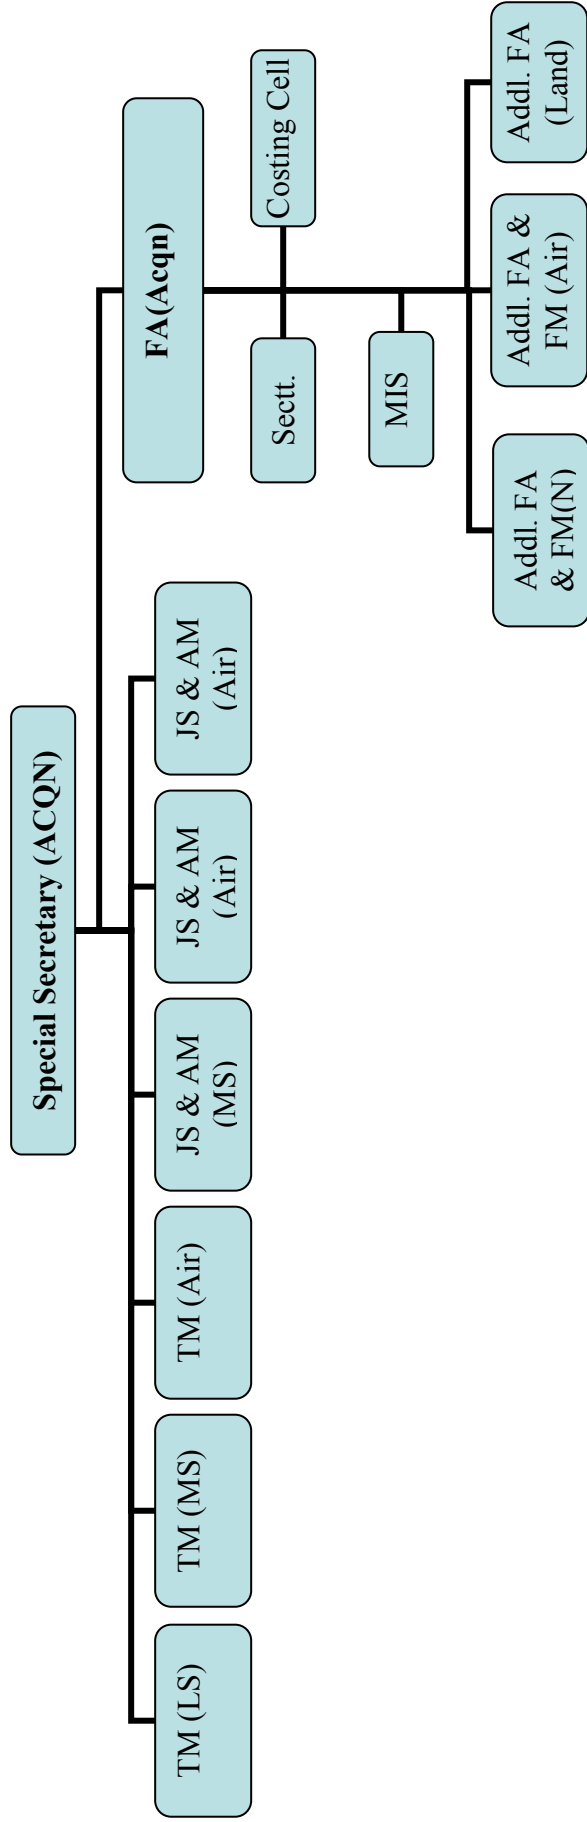 Special Secretary (ACQN)
FA(Acqn)
TM (LS)
TM (MS)
TM (Air)
JS & AM
(MS)
JS & AM
(Air)
JS & AM
(Air)
Sectt.
Costing Cell
MIS
Addl. FA
& FM(N)
Addl. FA &
FM (Air)
Addl. FA
(Land)